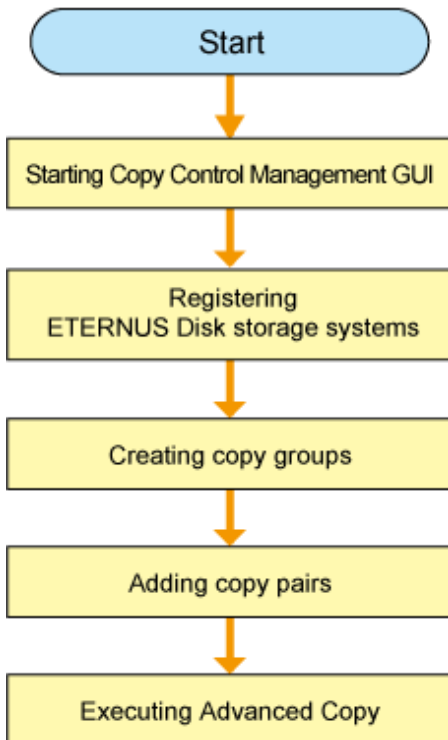 Start
Starting Copy Control Management GUI
Registering
ETERNUS Disk storage systems
Creating copy groups
Adding copy pairs
Executing Advanced Copy